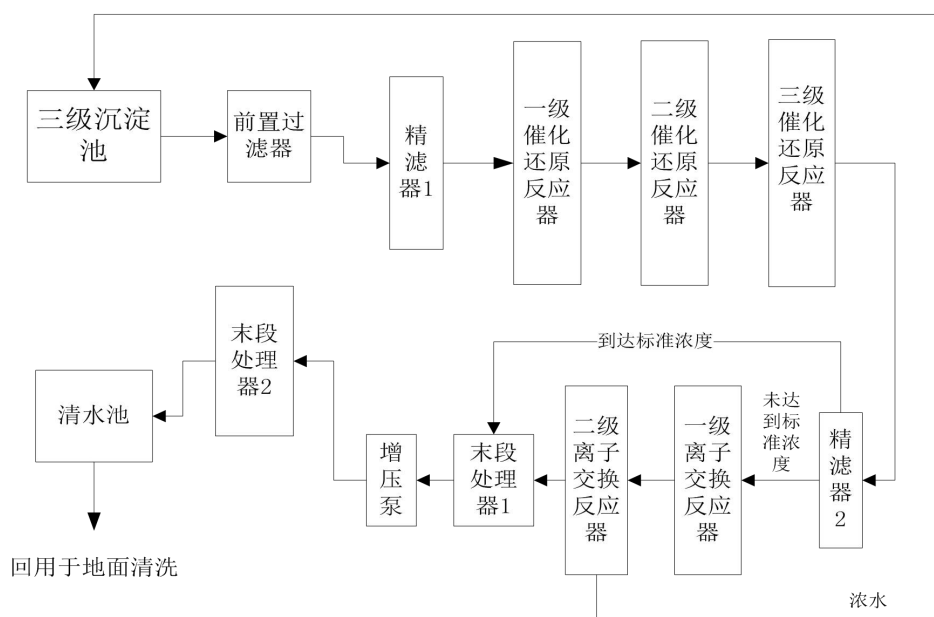 三级沉淀
池
前置过
滤器
精
滤
器1
一级
催化
还原
反应
器
二级
催化
还原
反应
器
三级
催化
还原
反应
器
末段
处理
器2
清水池
回用于地面清洗
增
压
泵
到达标准浓度
末段
处理
器1
二级
离子
交换
反应
器
一级
离子
交换
反应
器
未达
到标
准浓
度
精
滤
器
2
浓水